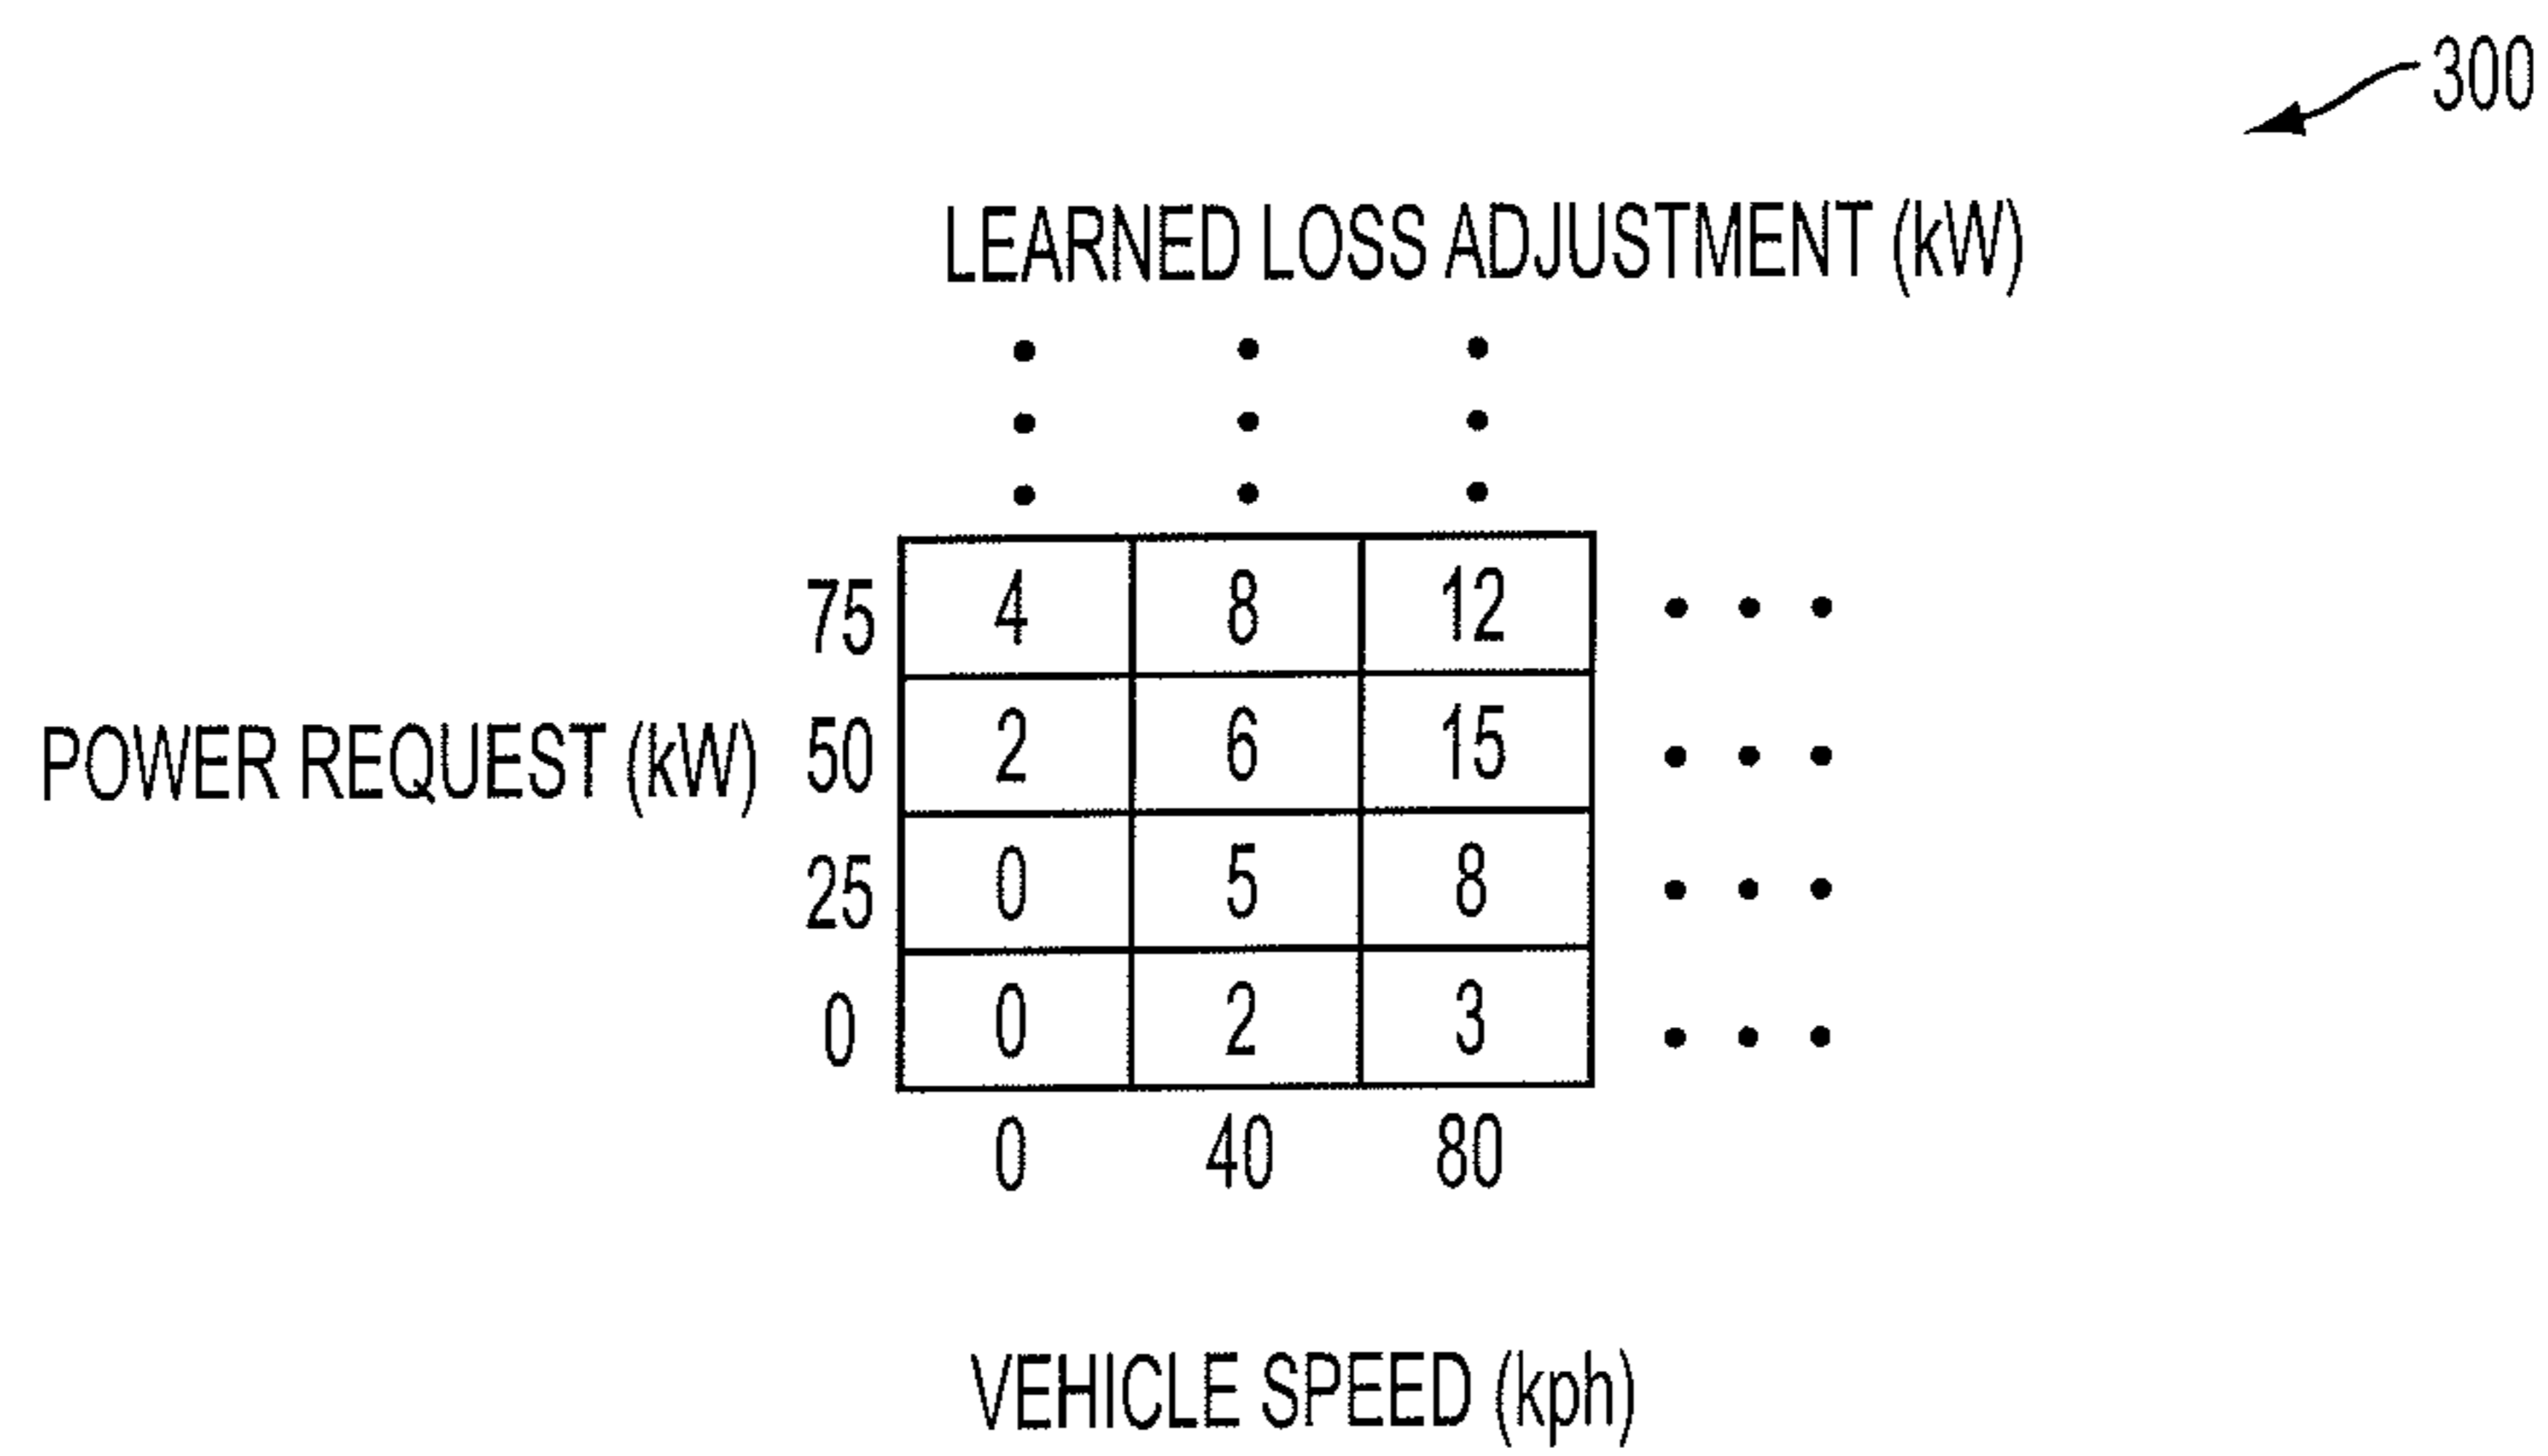 300
LEARNED LOSS ADJUSTMENT (kW)
75 4 8 12
POWER REQUEST (kW) 50 2 6 15
25 0 5 8
0 0 2 3
0 40 80
VEHICLE SPEED (kph)